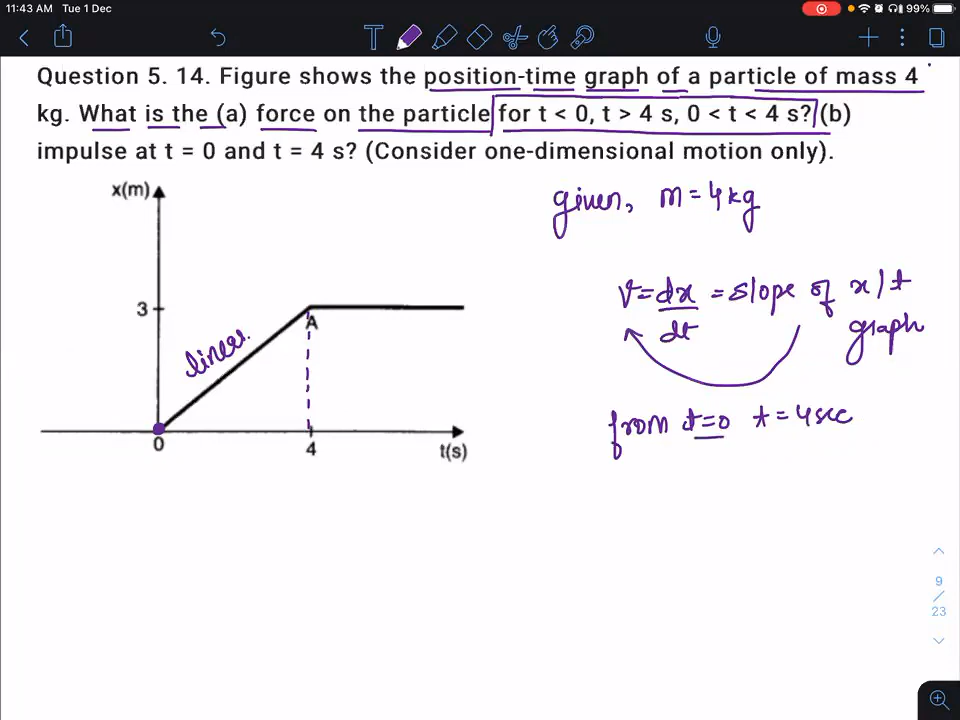 11:43 AM Tue 1 Dec
99%
T
Question 5. 14. Figure shows the position-time graph of a particle of mass 4
kg. What is the (a) force on the particle for t < 0, t > 4 s, 0 < t < 4 s? (b)
impulse at t = 0 and t = 4 s? (Consider one-dimensional motion only).
x(m)
given, m = 4 kg
3
A
linear
v = dx/dt = slope of x/t
graph
from t=0 t = 4 sec
0
4
t(s)
9
/
23